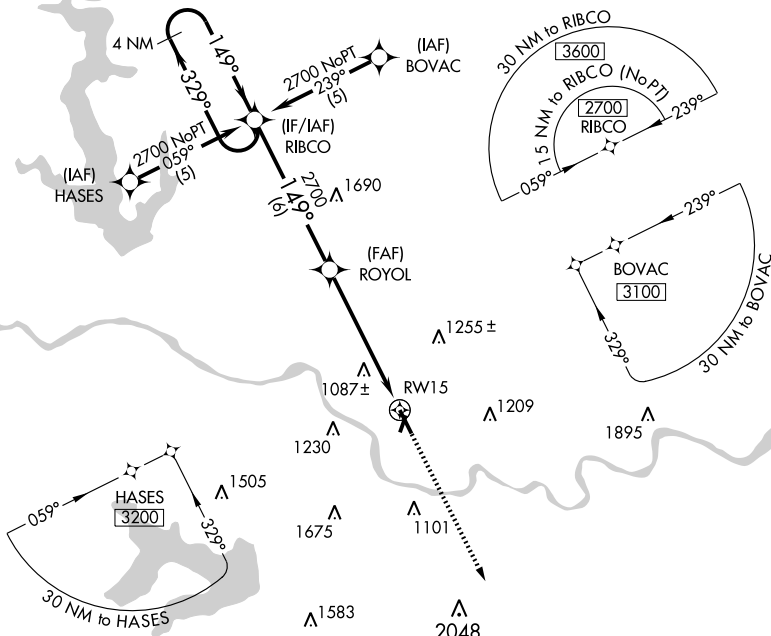 4 NM
149°
329°
2700 NoPT
239°
(5)
(IAF)
BOVAC
(IF/IAF)
RIBCO
2700 NoPT
059°
(5)
(IAF)
HASES
2700
149°
(6)
1690
(FAF)
ROYOL
30 NM to RIBCO
3600
15 NM to RIBCO (NoPT)
2700
RIBCO
239°
059°
239°
BOVAC
3100
329°
30 NM to BOVAC
1255 ±
1087±
RW15
1209
1895
1230
1505
1675
1101
1583
2048
HASES
3200
059°
329°
30 NM to HASES